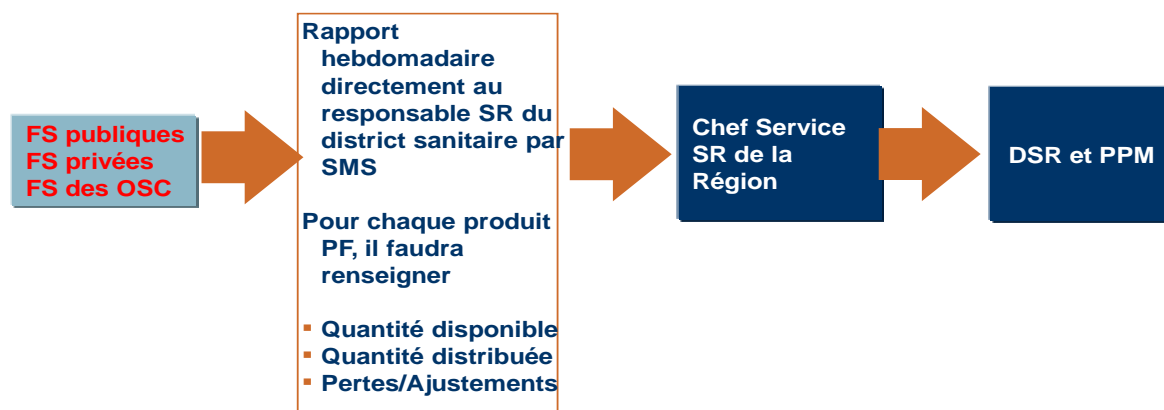 FS publiques
FS privées
FS des OSC
Rapport
hebdomadaire
directement au
responsable SR du
district sanitaire par
SMS
Pour chaque produit
PF, il faudra
renseigner
▪ Quantité disponible
▪ Quantité distribuée
▪ Pertes/Ajustements
Chef Service
SR de la
Région
DSR et PPM